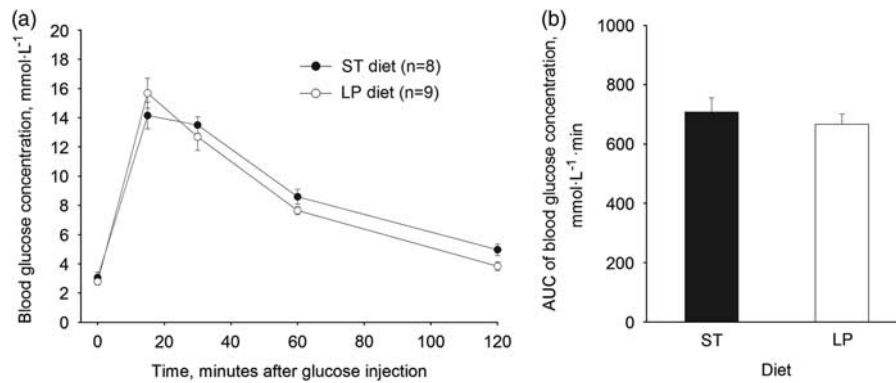 (a)
Blood glucose concentration, mmol·L⁻¹
20
18
16
14
12
10
8
6
4
2
0
ST diet (n=8)
LP diet (n=9)
0 20 40 60 80 100 120
Time, minutes after glucose injection
(b)
AUC of blood glucose concentration,
mmol·L⁻¹·min
1000
800
600
400
200
0
ST LP
Diet